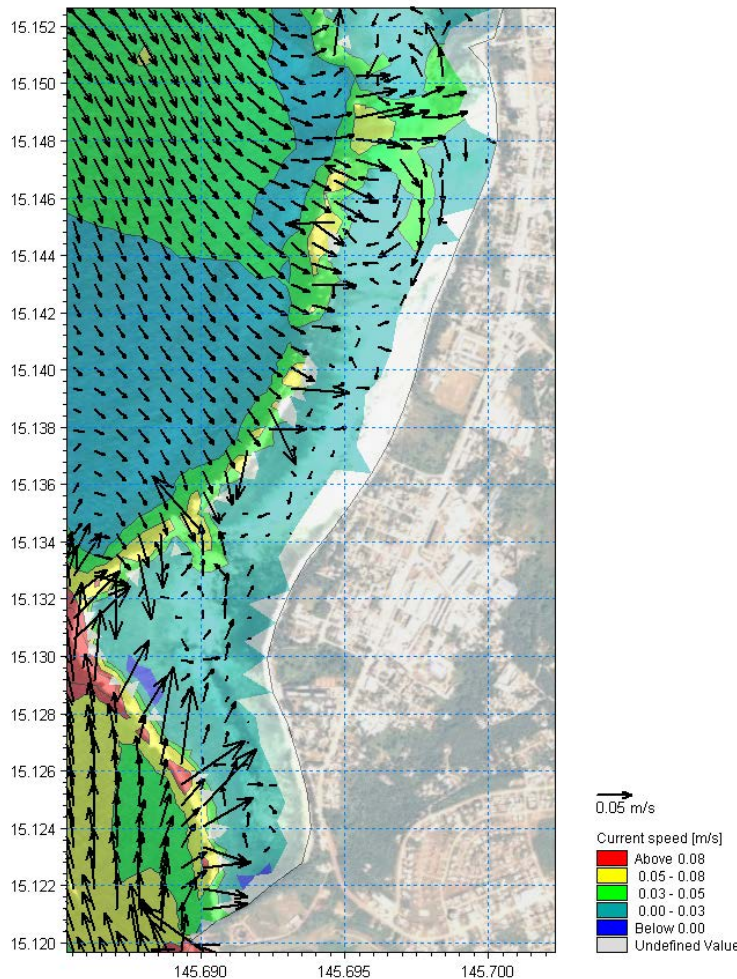 15.152
15.150
15.148
15.146
15.144
15.142
15.140
15.138
15.136
15.134
15.132
15.130
15.128
15.126
15.124
15.122
15.120
145.690 145.695 145.700
0.05 m/s
Current speed [m/s]
Above 0.08
0.05 - 0.08
0.03 - 0.05
0.00 - 0.03
Below 0.00
Undefined Value